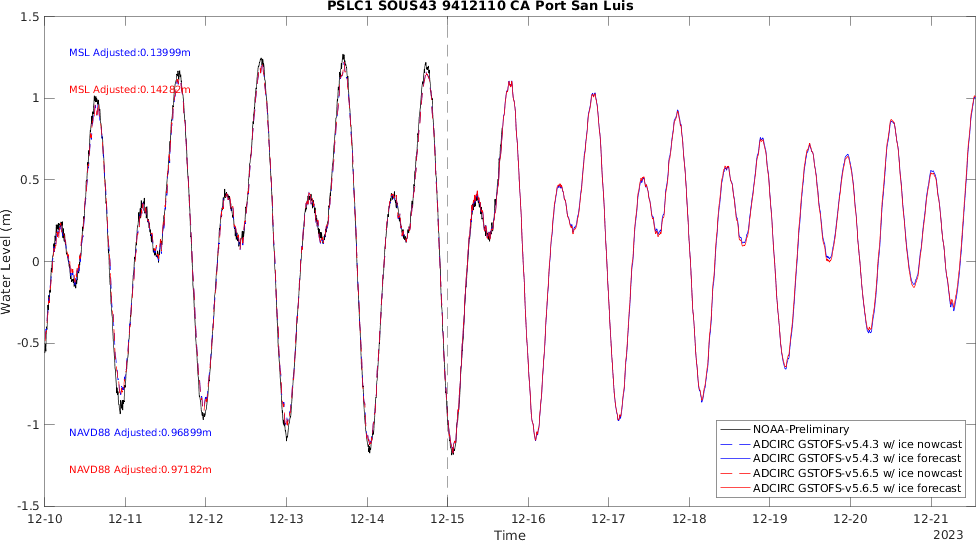 PSLC1 SOUS43 9412110 CA Port San Luis
1.5
1
0.5
0
-0.5
-1
-1.5
Water Level (m)
MSL Adjusted:0.13999m
MSL Adjusted:0.14282m
NAVD88 Adjusted:0.96899m
NAVD88 Adjusted:0.97182m
NOAA-Preliminary
ADCIRC GSTOFS-v5.4.3 w/ ice nowcast
ADCIRC GSTOFS-v5.4.3 w/ ice forecast
ADCIRC GSTOFS-v5.6.5 w/ ice nowcast
ADCIRC GSTOFS-v5.6.5 w/ ice forecast
12-10 12-11 12-12 12-13 12-14 12-15 12-16 12-17 12-18 12-19 12-20 12-21
2023
Time